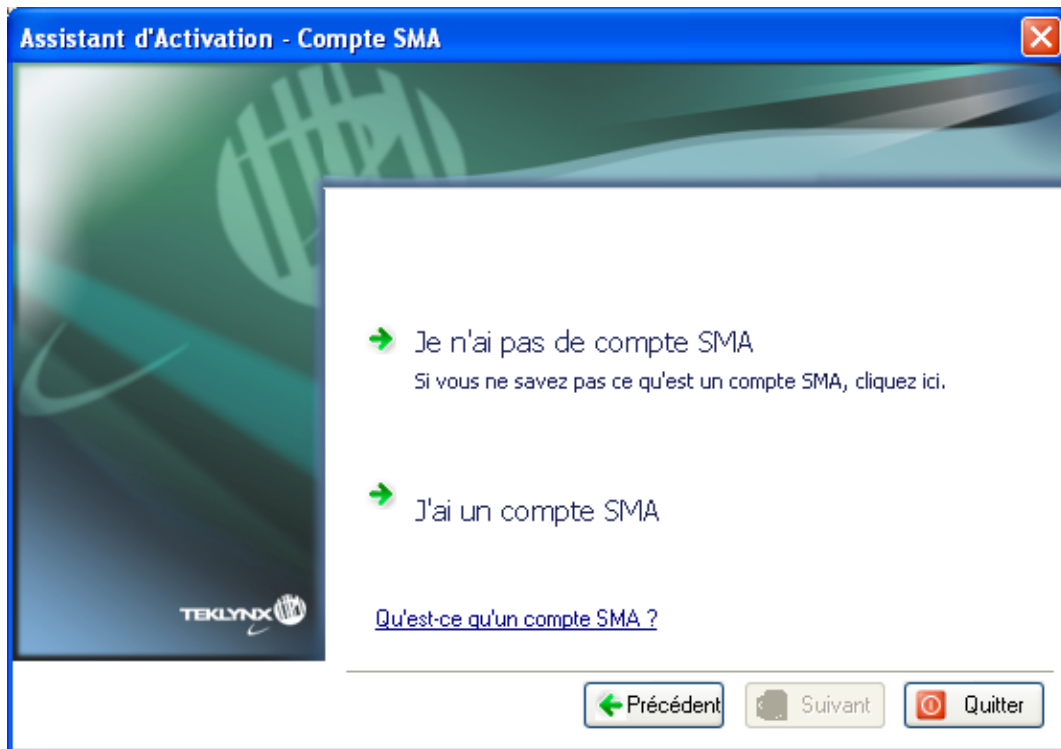 Assistant d'Activation - Compte SMA
Je n'ai pas de compte SMA
Si vous ne savez pas ce qu'est un compte SMA, cliquez ici.
J'ai un compte SMA
TEKLYNX
Qu'est-ce qu'un compte SMA ?
Précédent
Suivant
Quitter